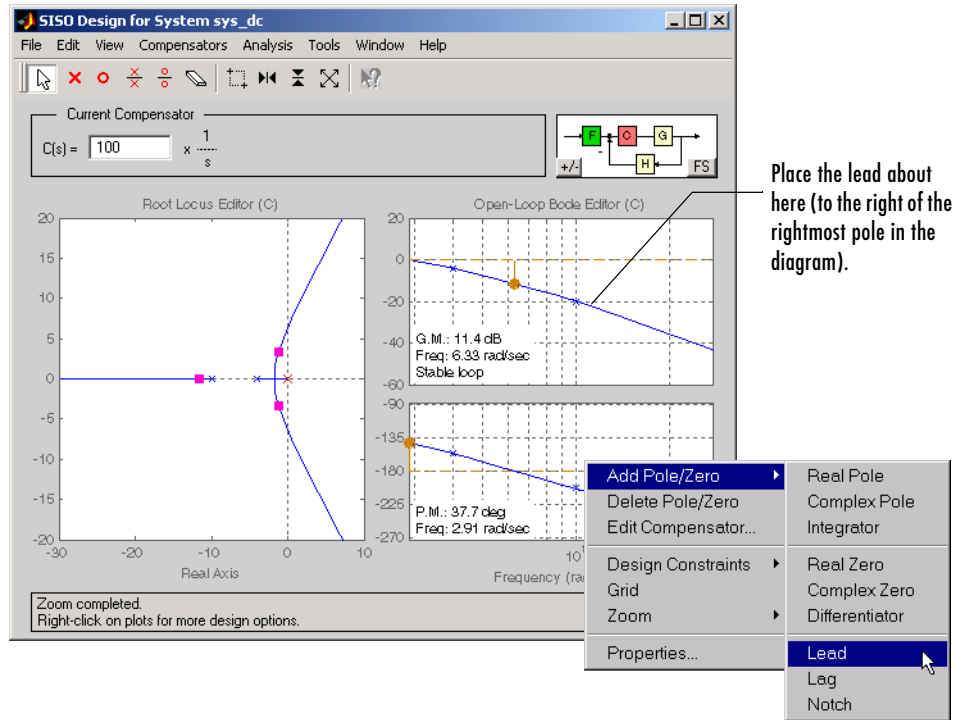 SISO Design for System sys_dc
File Edit View Compensators Analysis Tools Window Help
Current Compensator
C(s) = 100 x 1
s
F C G
H
+/- FS
Place the lead about
here (to the right of the
rightmost pole in the
diagram).
Root Locus Editor (C)
20
15
10
5
0
-5
-10
-15
-20
-30 -20 -10 0 10
Real Axis
Open-Loop Bode Editor (C)
20
0
-20
-40
-60
G.M.: 11.4 dB
Freq: 6.33 rad/sec
Stable loop
-90
-135
-180
-225
-270
P.M.: 37.7 deg
Freq: 2.91 rad/sec
10
Frequency (ra
Zoom completed.
Right-click on plots for more design options.
Add Pole/Zero
Delete Pole/Zero
Edit Compensator...
Design Constraints
Grid
Zoom
Properties...
Real Pole
Complex Pole
Integrator
Real Zero
Complex Zero
Differentiator
Lead
Lag
Notch